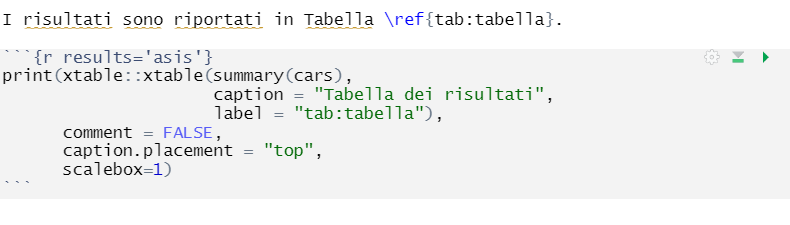 I risultati sono riportati in Tabella \ref{tab:tabella}.
```{r results='asis'}
print(xtable::xtable(summary(cars),
caption = "Tabella dei risultati",
label = "tab:tabella"),
comment = FALSE,
caption.placement = "top",
scalebox=1)
```